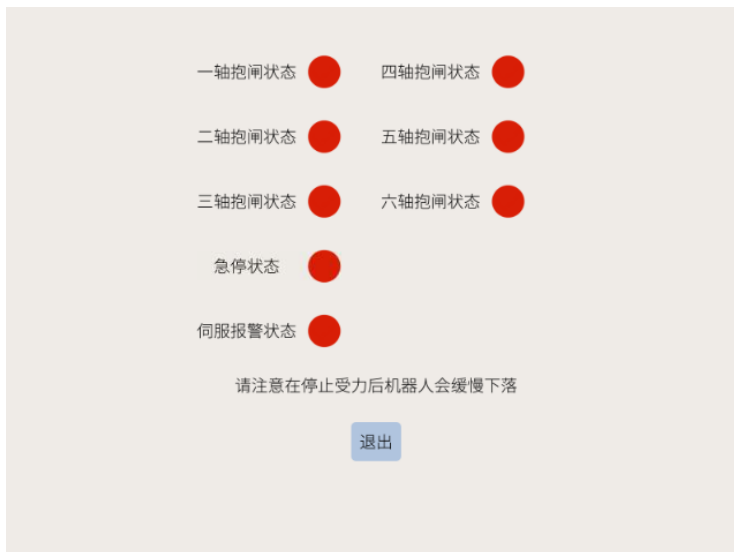 一轴抱闸状态 四轴抱闸状态
二轴抱闸状态 五轴抱闸状态
三轴抱闸状态 六轴抱闸状态
急停状态
伺服报警状态
请注意在停止受力后机器人会缓慢下落
退出